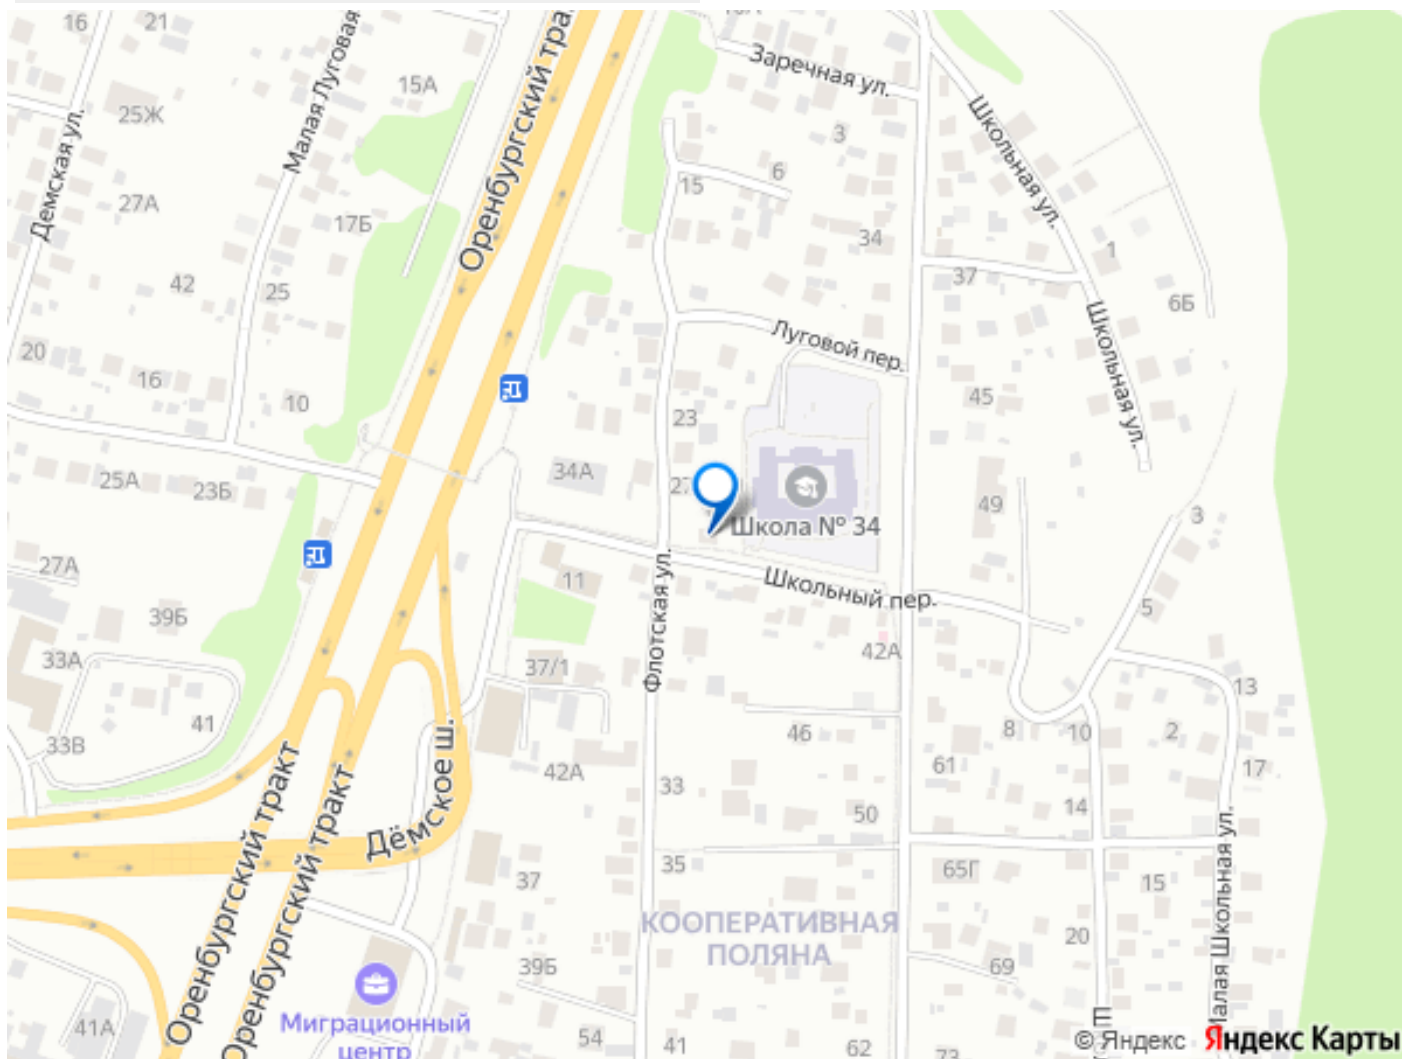 16
21
Малая Луговая
15А
Оренбургский тра
Заречная ул.
3
Школьная ул.
25Ж
Демская ул.
27А
17Б
15
6
34
1
42
25
Оренбургский тракт
37
6Б
20
16
10
Луговой пер.
Школьная ул.
23
45
25А
23Б
34А
27
49
Школа № 34
3
27А
11
Флотская ул.
Школьный пер.
5
39Б
33А
37/1
42А
13
41
33В
Дёмское ш.
42А
46
8
10
2
61
17
33
50
14
Оренбургский тракт
Оренбургский тракт
37
35
65Г
15
Малая Школьная ул.
КООПЕРАТИВНАЯ
ПОЛЯНА
20
39Б
69
41А
Миграционный
центр
54
41
62
73
© Яндекс Яндекс Карты